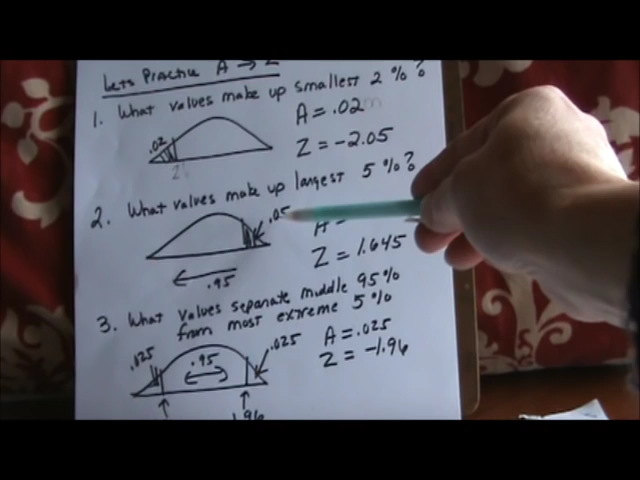 Lets Practice A → Z
1. What values make up smallest 2%?
.02
A = .02
Z = -2.05
Z
2. What values make up largest 5%?
.05
A =
Z = 1.645
.95
3. What values separate middle 95%
from most extreme 5%
.025
.95
.025
A = .025
Z = -1.96
1.96